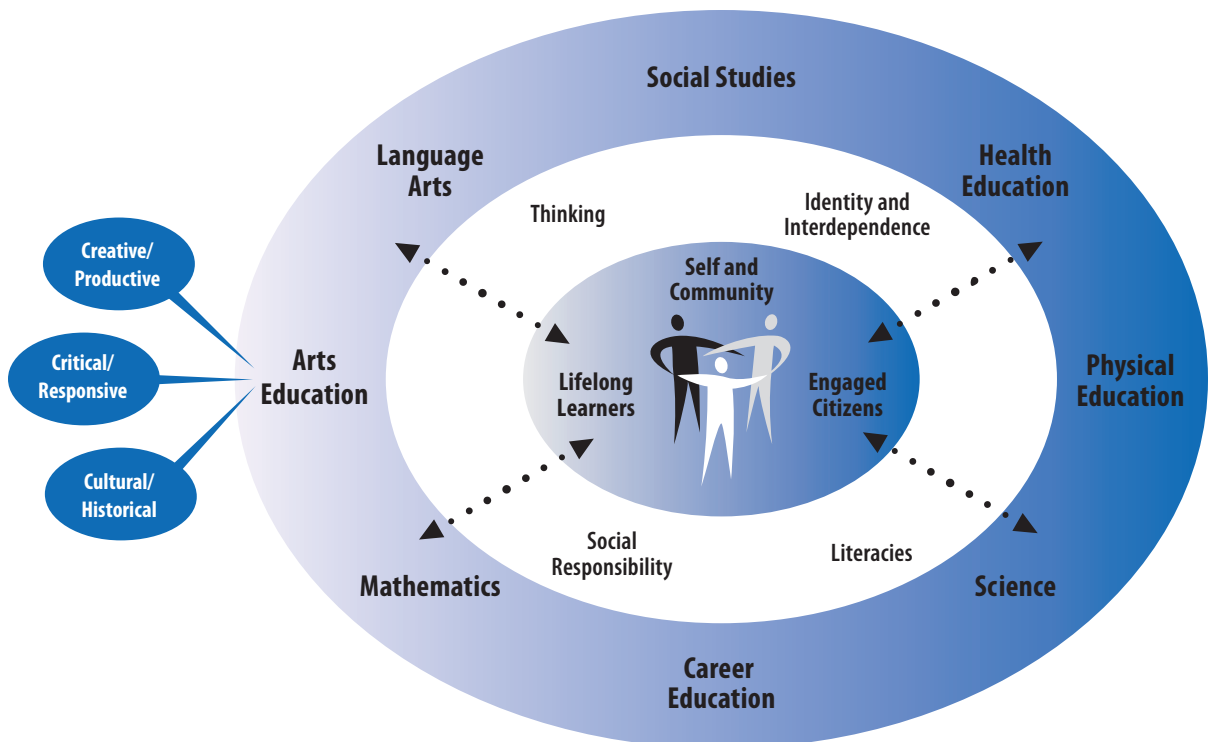 Social Studies
Language
Arts
Health
Education
Thinking
Identity and
Interdependence
Creative/
Productive
Self and
Community
Critical/
Responsive
Arts
Education
Lifelong
Learners
Engaged
Citizens
Physical
Education
Cultural/
Historical
Social
Responsibility
Literacies
Mathematics
Science
Career
Education